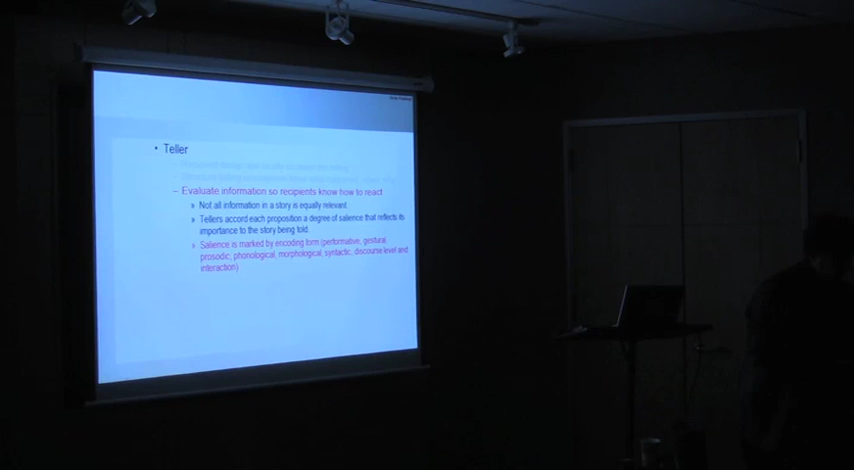 • Teller
– Evaluate information so recipients know how to react
» Not all information in a story is equally relevant
» Tellers accord each proposition a degree of salience that reflects its
importance to the story being told
» Salience is marked by encoding form (performative, gestural,
prosodic, phonological, morphological, syntactic, discourse level and
interaction)